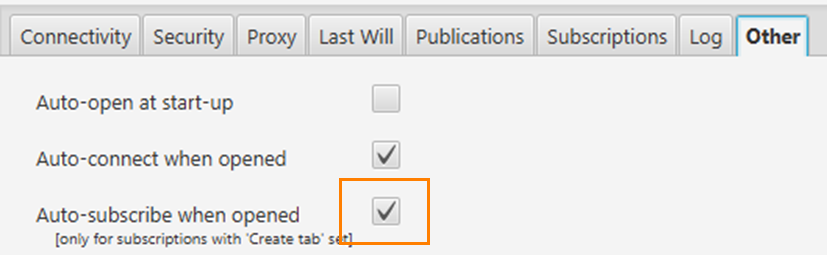 Connectivity Security Proxy Last Will Publications Subscriptions Log Other
Auto-open at start-up
Auto-connect when opened
Auto-subscribe when opened
[only for subscriptions with 'Create tab' set]